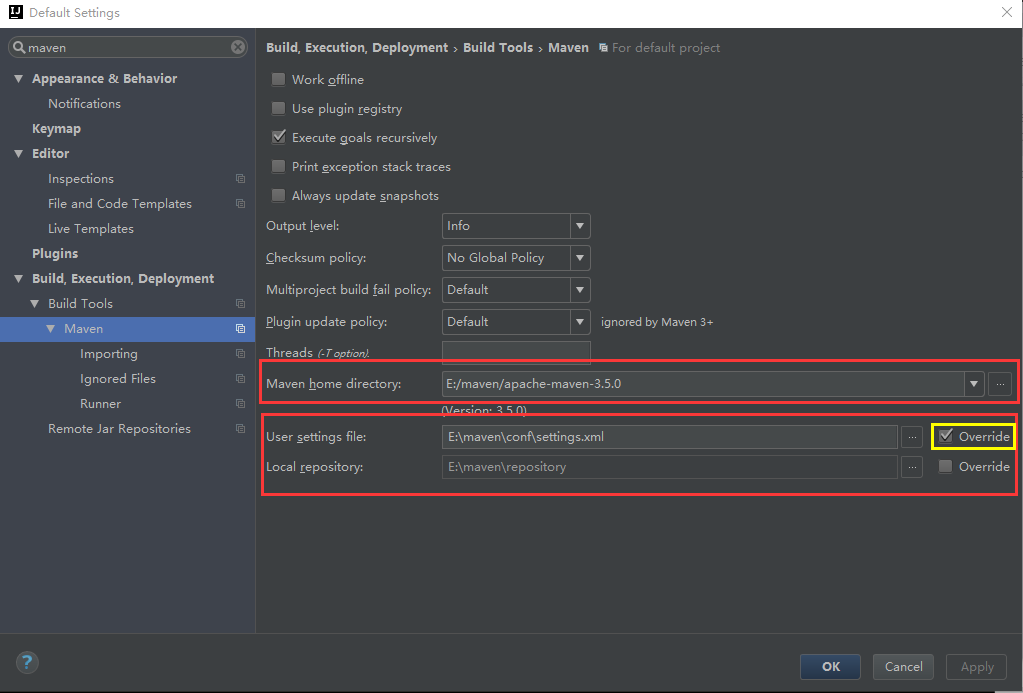 Default Settings
maven
Appearance & Behavior
Notifications
Keymap
Editor
Inspections
File and Code Templates
Live Templates
Plugins
Build, Execution, Deployment
Build Tools
Maven
Importing
Ignored Files
Runner
Remote Jar Repositories
Build, Execution, Deployment › Build Tools › Maven For default project
Work offline
Use plugin registry
Execute goals recursively
Print exception stack traces
Always update snapshots
Output level: Info
Checksum policy: No Global Policy
Multiproject build fail policy: Default
Plugin update policy: Default ignored by Maven 3+
Threads (-T option).
Maven home directory: E:/maven/apache-maven-3.5.0 ...
(Version: 3.5.0)
User settings file: E:\maven\conf\settings.xml ... Override
Local repository: E:\maven\repository ... Override
? OK Cancel Apply